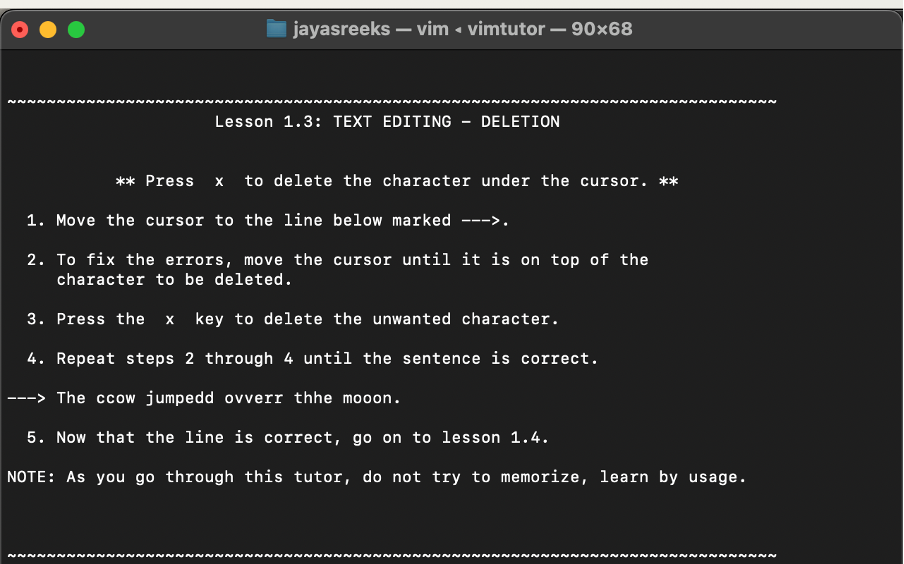 jayasreeks — vim ◂ vimtutor — 90×68
~~~~~~~~~~~~~~~~~~~~~~~~~~~~~~~~~~~~~~~~~~~~~~~~~~~~~~~~~~~~~~~~~~~~~~~~~~~~~~
Lesson 1.3: TEXT EDITING - DELETION
** Press  x  to delete the character under the cursor. **
1. Move the cursor to the line below marked --->.
2. To fix the errors, move the cursor until it is on top of the
character to be deleted.
3. Press the  x  key to delete the unwanted character.
4. Repeat steps 2 through 4 until the sentence is correct.
---> The ccow jumpedd ovverr thhe mooon.
5. Now that the line is correct, go on to lesson 1.4.
NOTE: As you go through this tutor, do not try to memorize, learn by usage.
~~~~~~~~~~~~~~~~~~~~~~~~~~~~~~~~~~~~~~~~~~~~~~~~~~~~~~~~~~~~~~~~~~~~~~~~~~~~~~